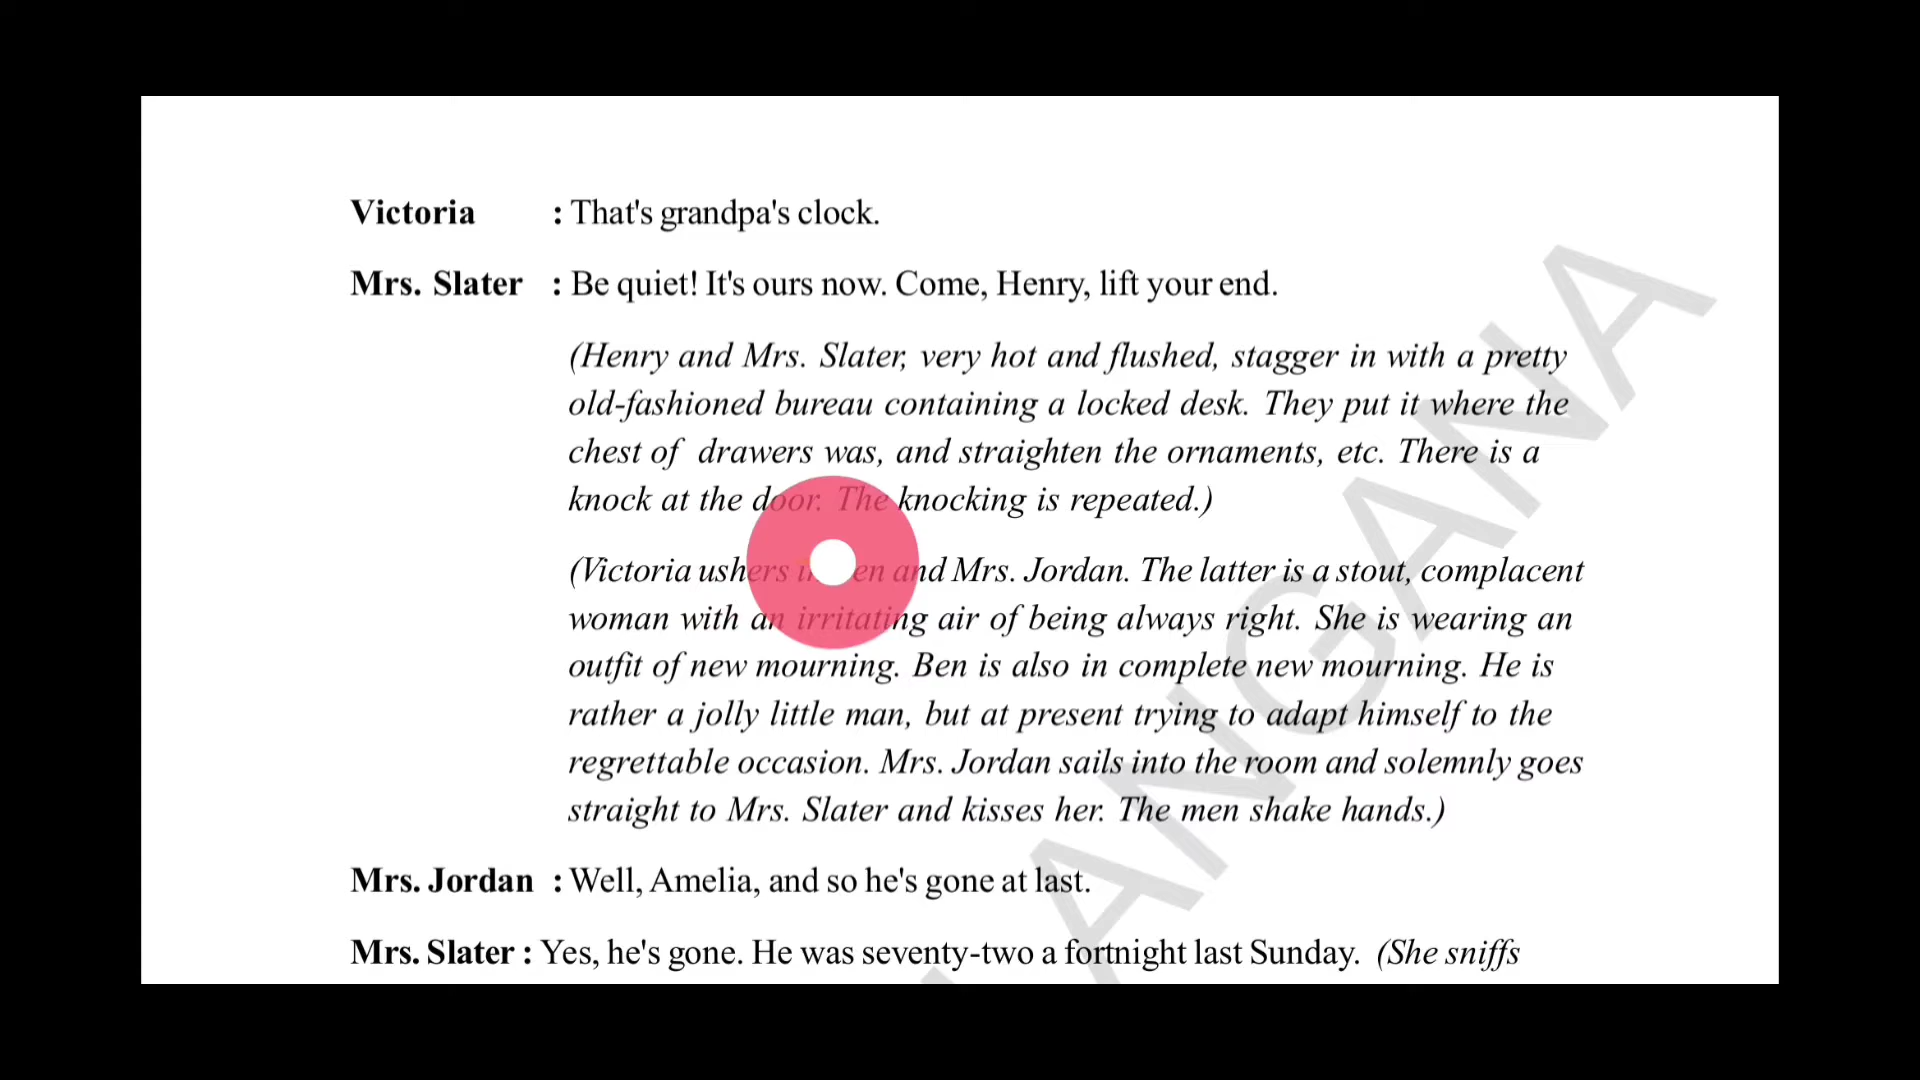 Victoria : That's grandpa's clock.
Mrs. Slater : Be quiet! It's ours now. Come, Henry, lift your end.
(Henry and Mrs. Slater, very hot and flushed, stagger in with a pretty
old-fashioned bureau containing a locked desk. They put it where the
chest of drawers was, and straighten the ornaments, etc. There is a
knock at the door. The knocking is repeated.)
(Victoria ushers in Ben and Mrs. Jordan. The latter is a stout, complacent
woman with an irritating air of being always right. She is wearing an
outfit of new mourning. Ben is also in complete new mourning. He is
rather a jolly little man, but at present trying to adapt himself to the
regrettable occasion. Mrs. Jordan sails into the room and solemnly goes
straight to Mrs. Slater and kisses her. The men shake hands.)
Mrs. Jordan : Well, Amelia, and so he's gone at last.
Mrs. Slater : Yes, he's gone. He was seventy-two a fortnight last Sunday. (She sniffs
ANGANA